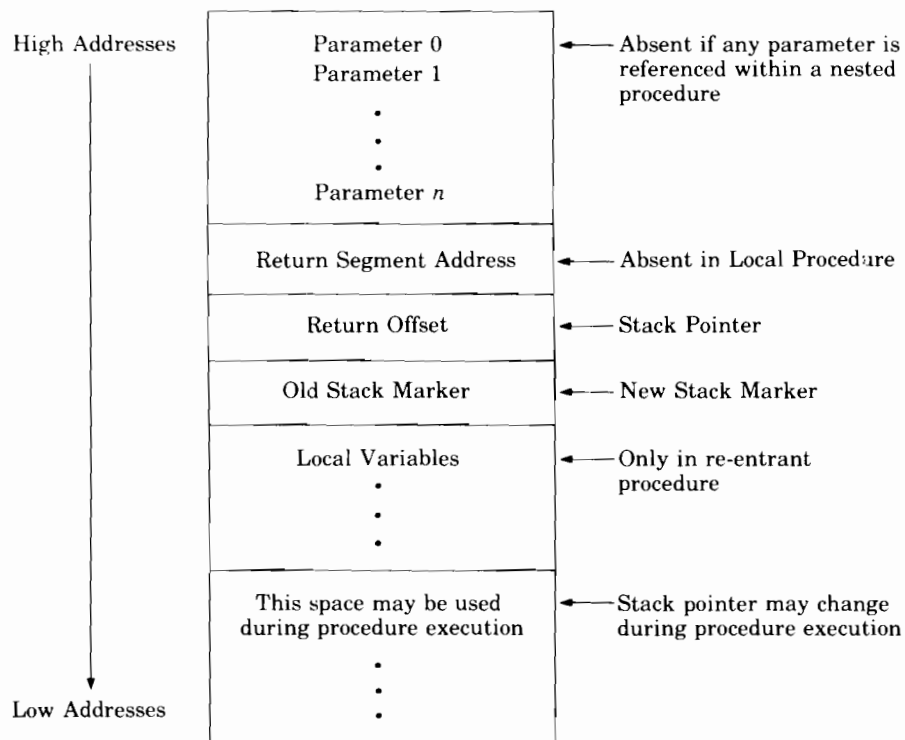 High Addresses
Parameter 0
Parameter 1
Parameter n
Absent if any parameter is
referenced within a nested
procedure
Return Segment Address
Absent in Local Procedure
Return Offset
Stack Pointer
Old Stack Marker
New Stack Marker
Local Variables
Only in re-entrant
procedure
This space may be used
during procedure execution
Stack pointer may change
during procedure execution
Low Addresses